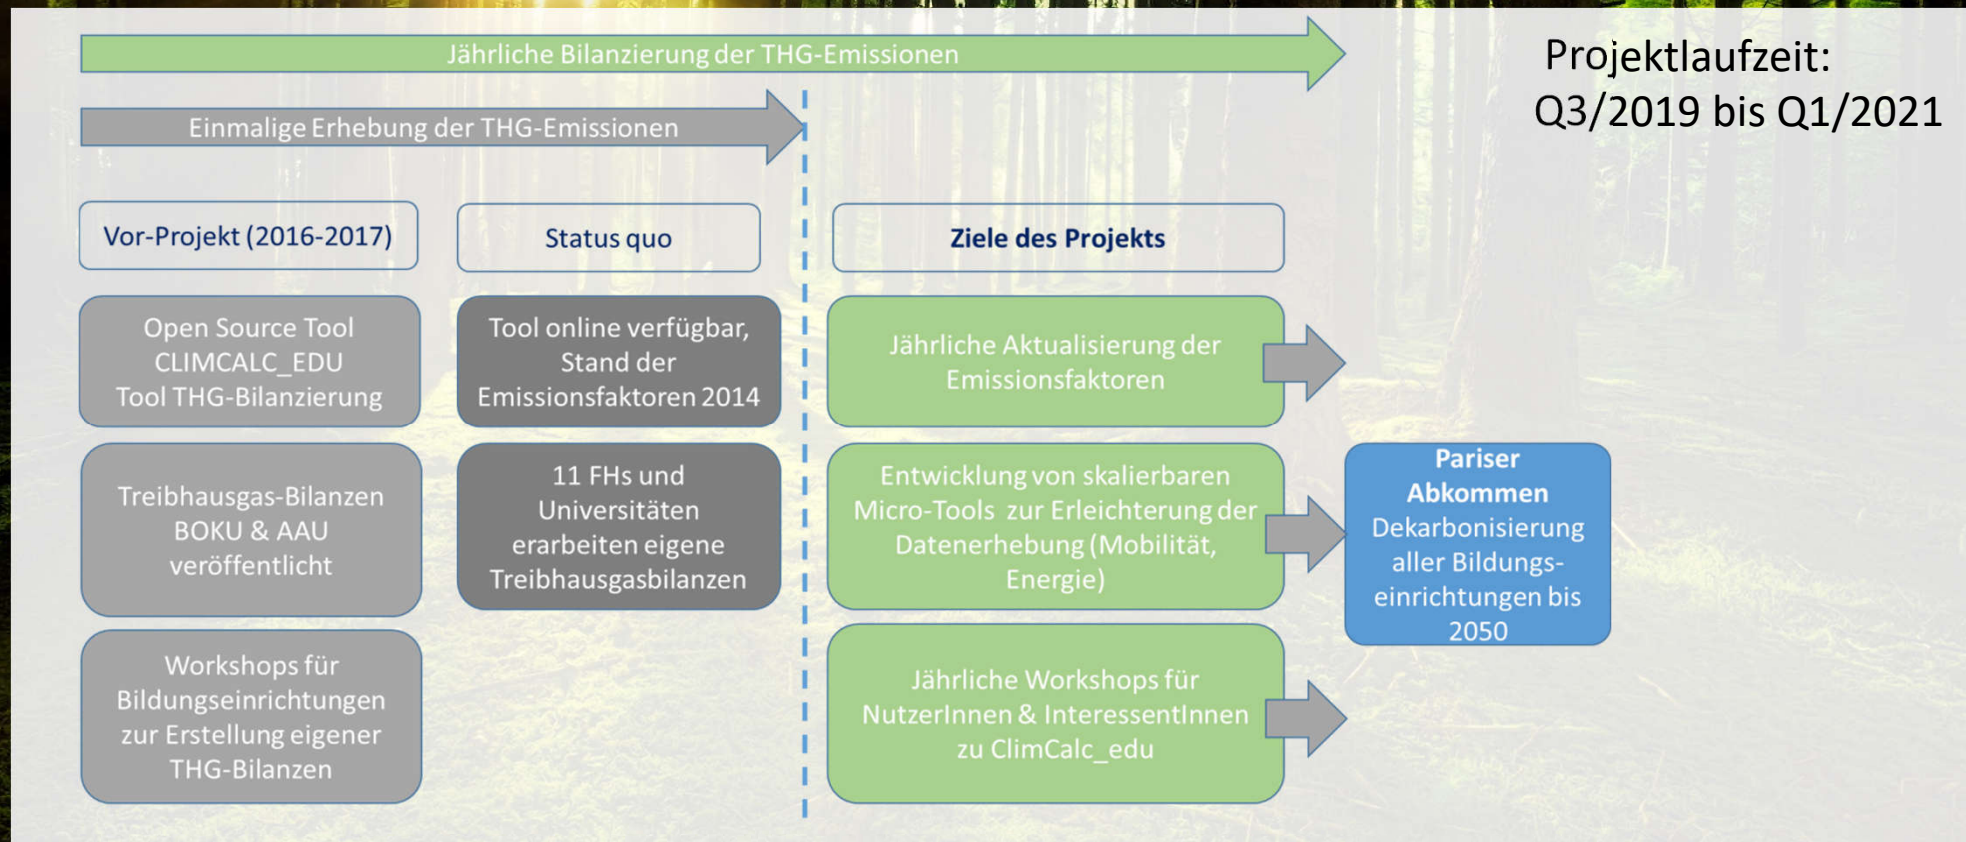 Jährliche Bilanzierung der THG-Emissionen
Projektlaufzeit:
Q3/2019 bis Q1/2021
Einmalige Erhebung der THG-Emissionen
Vor-Projekt (2016-2017)
Status quo
Ziele des Projekts
Open Source Tool
CLIMCALC_EDU
Tool THG-Bilanzierung
Tool online verfügbar,
Stand der
Emissionsfaktoren 2014
Jährliche Aktualisierung der
Emissionsfaktoren
Treibhausgas-Bilanzen
BOKU & AAU
veröffentlicht
11 FHs und
Universitäten
erarbeiten eigene
Treibhausgasbilanzen
Entwicklung von skalierbaren
Micro-Tools zur Erleichterung der
Datenerhebung (Mobilität,
Energie)
Pariser
Abkommen
Dekarbonisierung
aller Bildungs-
einrichtungen bis
2050
Workshops für
Bildungseinrichtungen
zur Erstellung eigener
THG-Bilanzen
Jährliche Workshops für
NutzerInnen & InteressentInnen
zu ClimCalc_edu